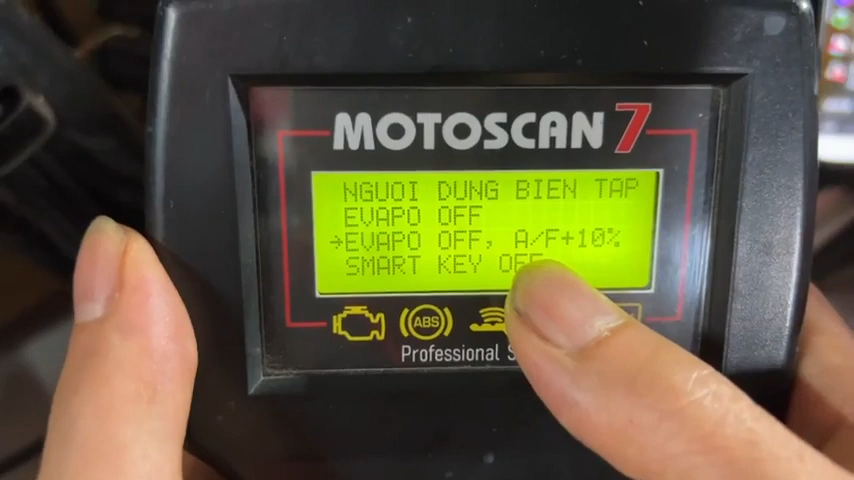 MOTOSCAN 7
NGUOI DUNG BIEN TAP
EVAPO OFF
→EVAPO OFF, A/F+10%
SMART KEY OFF
ABS
Professional